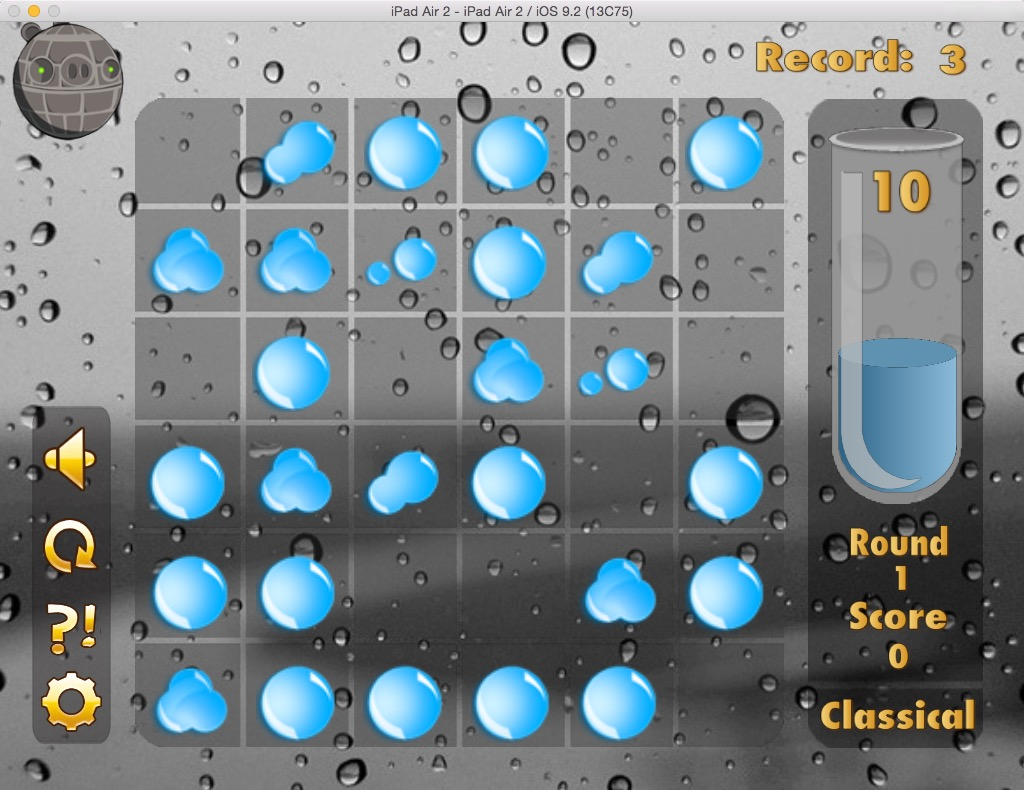 iPad Air 2 - iPad Air 2 / iOS 9.2 (13C75)
Record: 3
10
?!
Round
1
Score
0
Classical